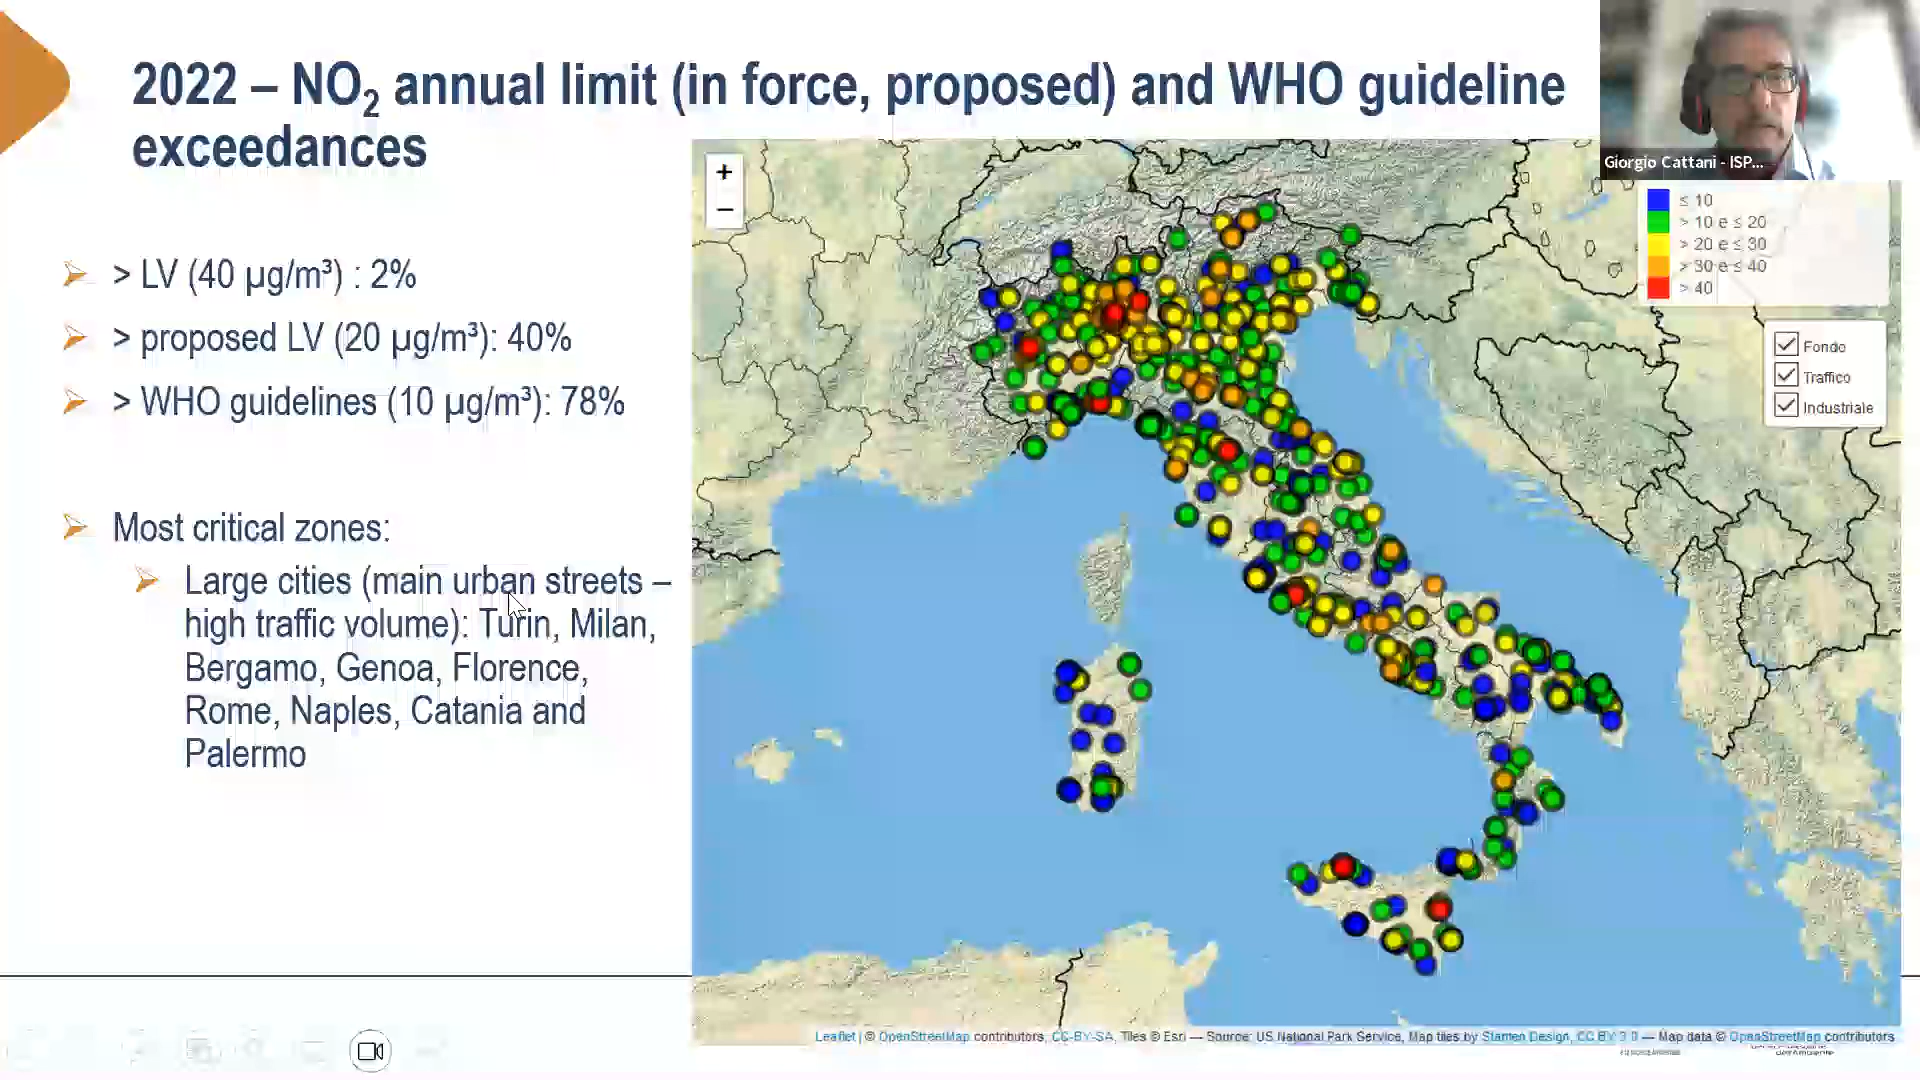 2022 – NO₂ annual limit (in force, proposed) and WHO guideline
exceedances
Giorgio Cattani - ISP...
> LV (40 µg/m³) : 2%
> proposed LV (20 µg/m³): 40%
> WHO guidelines (10 µg/m³): 78%
Most critical zones:
Large cities (main urban streets –
high traffic volume): Turin, Milan,
Bergamo, Genoa, Florence,
Rome, Naples, Catania and
Palermo
+
−
≤ 10
> 10 e ≤ 20
> 20 e ≤ 30
> 30 e ≤ 40
> 40
Fondo
Traffico
Industriale
Leaflet | © OpenStreetMap contributors, CC-BY-SA, Tiles © Esri — Source: US National Park Service, Map tiles by Stamen Design, CC BY 3.0 — Map data © OpenStreetMap contributors